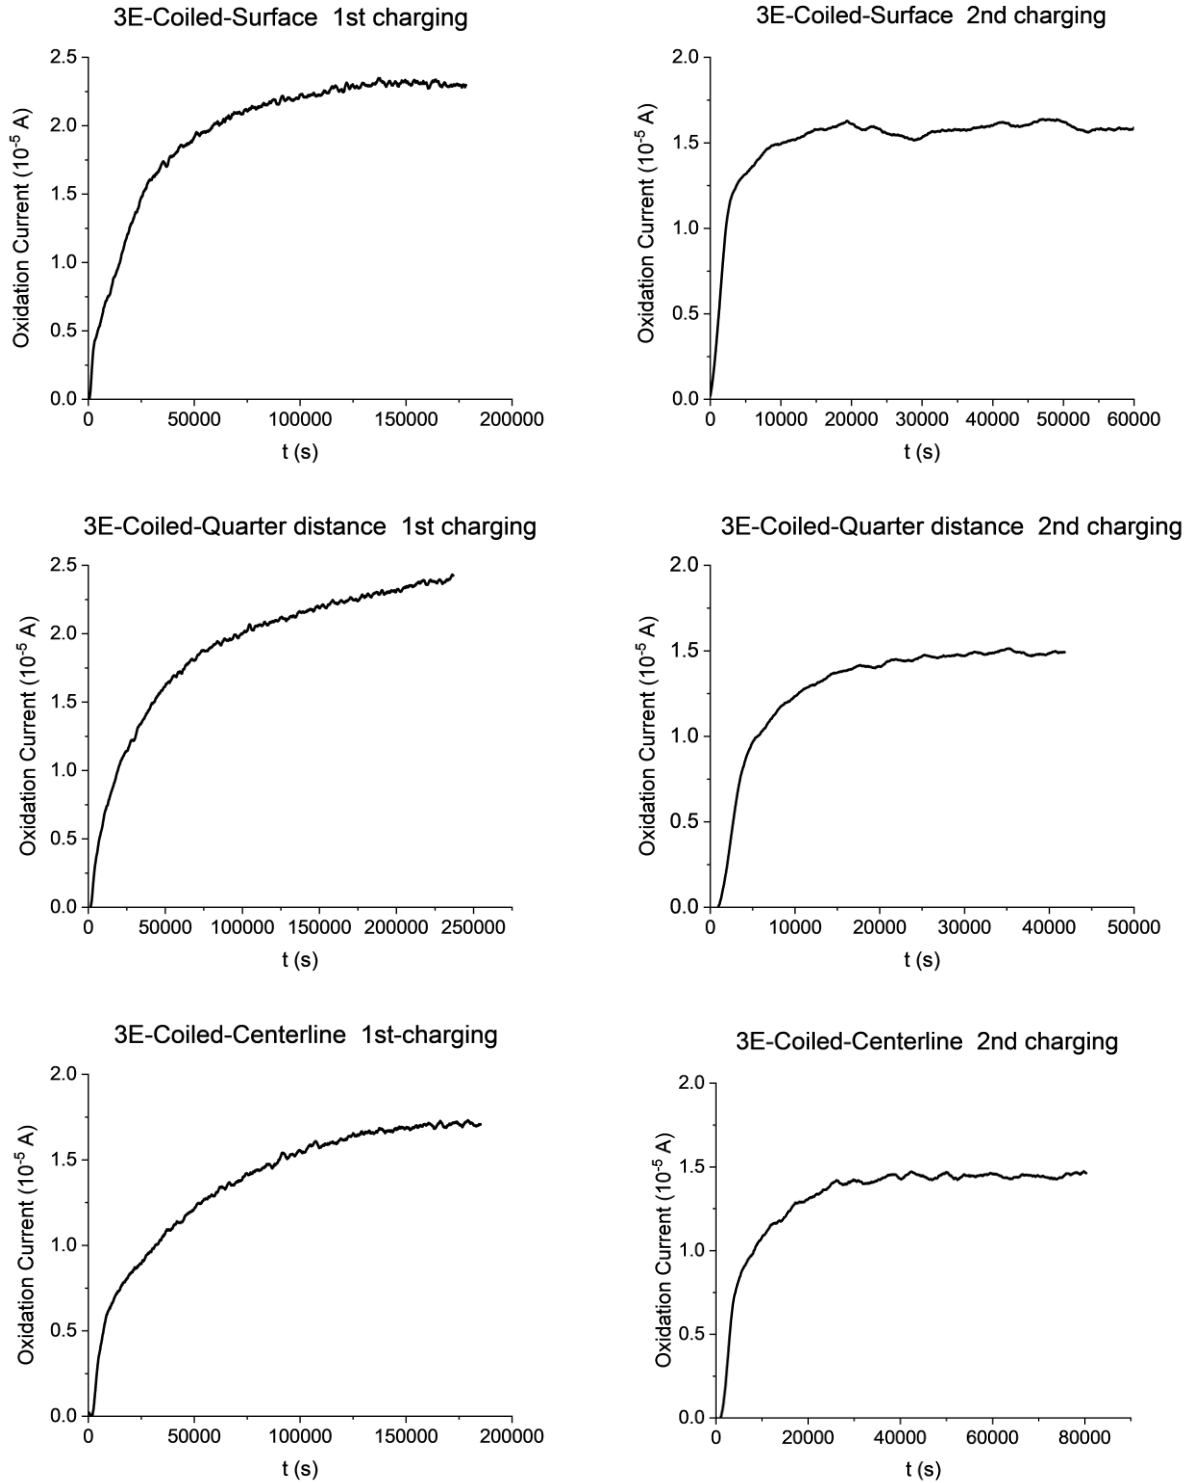 3E-Coiled-Surface 1st charging
Oxidation Current (10⁻⁵ A)
2.5
2.0
1.5
1.0
0.5
0.0
0 50000 100000 150000 200000
t (s)
3E-Coiled-Surface 2nd charging
Oxidation Current (10⁻⁵ A)
2.0
1.5
1.0
0.5
0.0
0 10000 20000 30000 40000 50000 60000
t (s)
3E-Coiled-Quarter distance 1st charging
Oxidation Current (10⁻⁵ A)
2.5
2.0
1.5
1.0
0.5
0.0
0 50000 100000 150000 200000 250000
t (s)
3E-Coiled-Quarter distance 2nd charging
Oxidation Current (10⁻⁵ A)
2.0
1.5
1.0
0.5
0.0
0 10000 20000 30000 40000 50000
t (s)
3E-Coiled-Centerline 1st-charging
Oxidation Current (10⁻⁵ A)
2.0
1.5
1.0
0.5
0.0
0 50000 100000 150000 200000
t (s)
3E-Coiled-Centerline 2nd charging
Oxidation Current (10⁻⁵ A)
2.0
1.5
1.0
0.5
0.0
0 20000 40000 60000 80000
t (s)